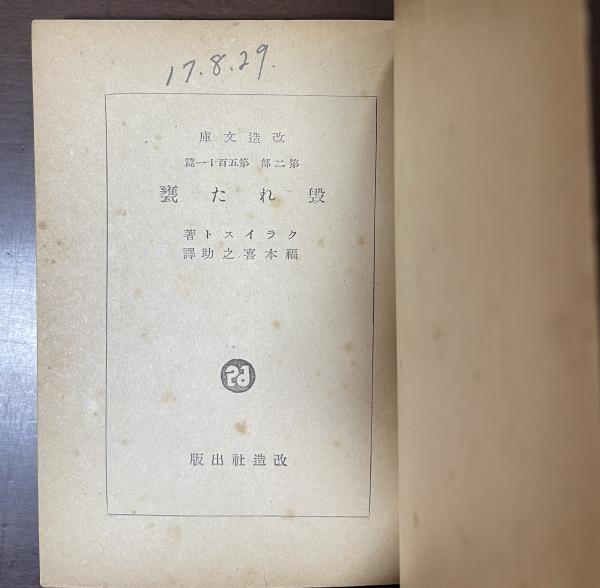 17.8.29.
改造文庫
第二部 第五百十一篇
毀れた甕
クライスト著
福本喜之助譯
改造社出版